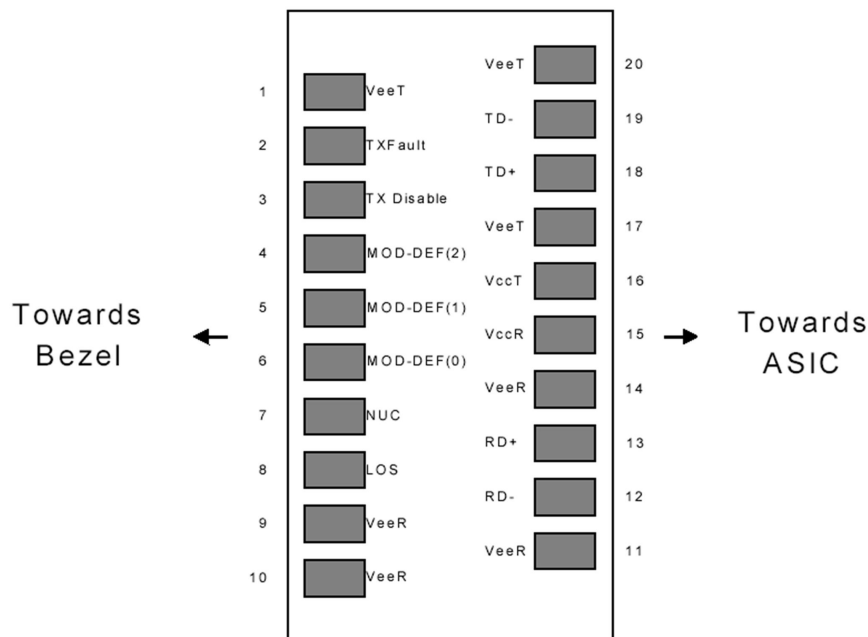 VeeT 20
1 VeeT
TD- 19
2 TXFault
TD+ 18
3 TX Disable
VeeT 17
4 MOD-DEF(2)
VccT 16
5 MOD-DEF(1)
Towards
Bezel
VccR 15
Towards
ASIC
6 MOD-DEF(0)
VeeR 14
7 NUC
RD+ 13
8 LOS
RD- 12
9 VeeR
VeeR 11
10 VeeR